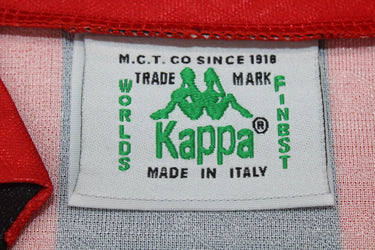 M.C.T. CO SINCE 1918
TRADE MARK
WORLDS
FINBST
Kappa®
MADE IN ITALY